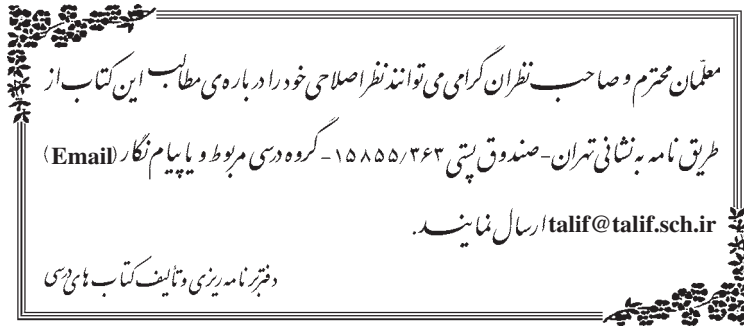 معلّمان محترم و صاحب نظران گرامی می توانند نظر اصلاحی خود را در باره‌ی مطالب این کتاب از
طریق نامه به نشانی تهران - صندوق پستی ۱۵۸۵۵/۳۶۳ - گروه درسی مربوط و یا پیام نگار (Email)
talif@talif.sch.ir ارسال نمایند.
دفتر برنامه ریزی و تألیف کتاب های درسی